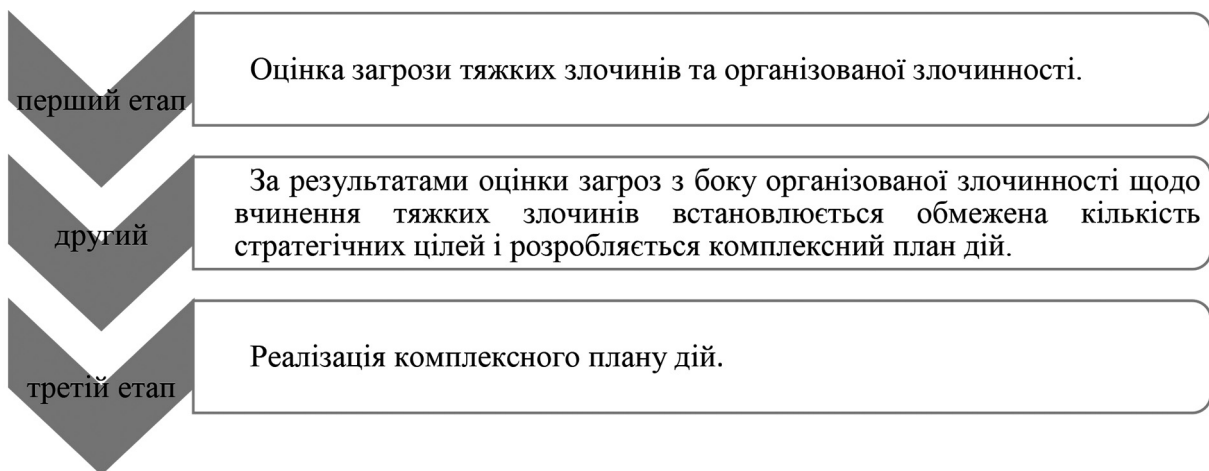 перший етап
Оцінка загрози тяжких злочинів та організованої злочинності.
другий
За результатами оцінки загроз з боку організованої злочинності щодо
вчинення тяжких злочинів встановлюється обмежена кількість
стратегічних цілей і розробляється комплексний план дій.
третій етап
Реалізація комплексного плану дій.